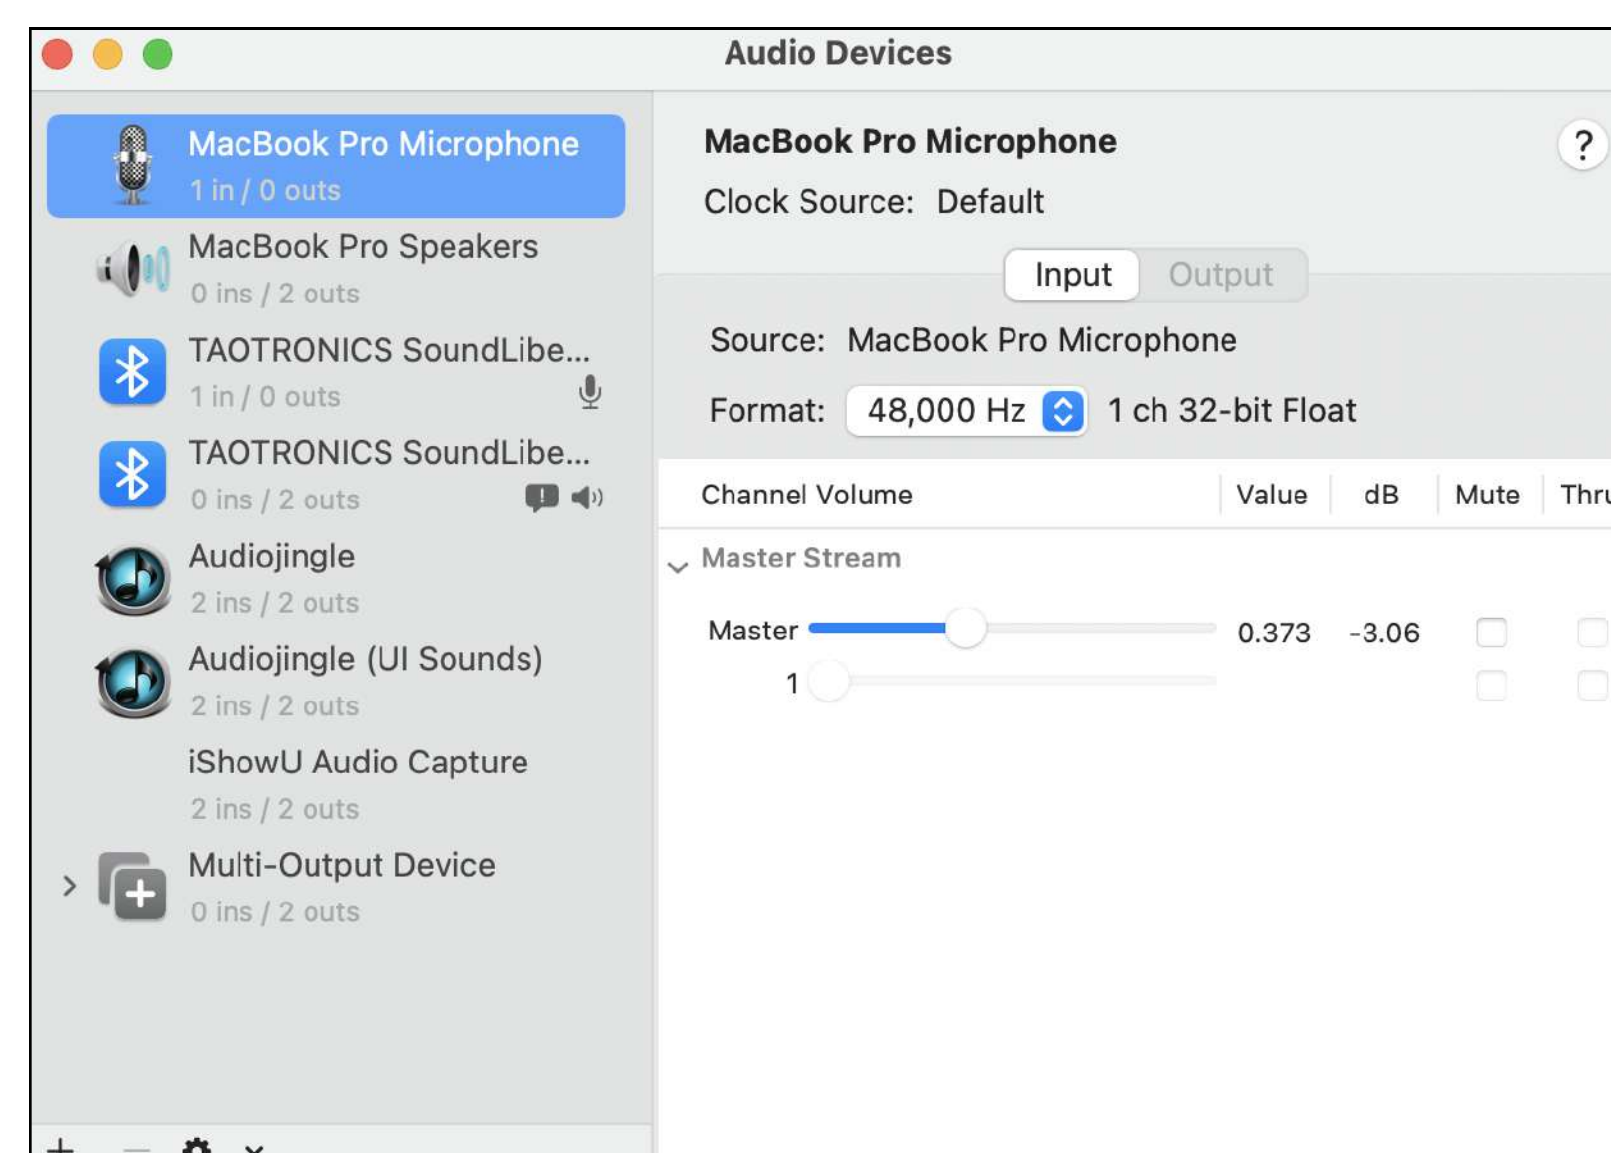 Audio Devices
MacBook Pro Microphone
1 in / 0 outs
MacBook Pro Speakers
0 ins / 2 outs
TAOTRONICS SoundLibe...
1 in / 0 outs
TAOTRONICS SoundLibe...
0 ins / 2 outs
Audiojingle
2 ins / 2 outs
Audiojingle (UI Sounds)
2 ins / 2 outs
iShowU Audio Capture
2 ins / 2 outs
Multi-Output Device
0 ins / 2 outs
MacBook Pro Microphone
?
Clock Source: Default
Input Output
Source: MacBook Pro Microphone
Format: 48,000 Hz 1 ch 32-bit Float
Channel Volume Value dB Mute Thru
Master Stream
Master 0.373 -3.06
1